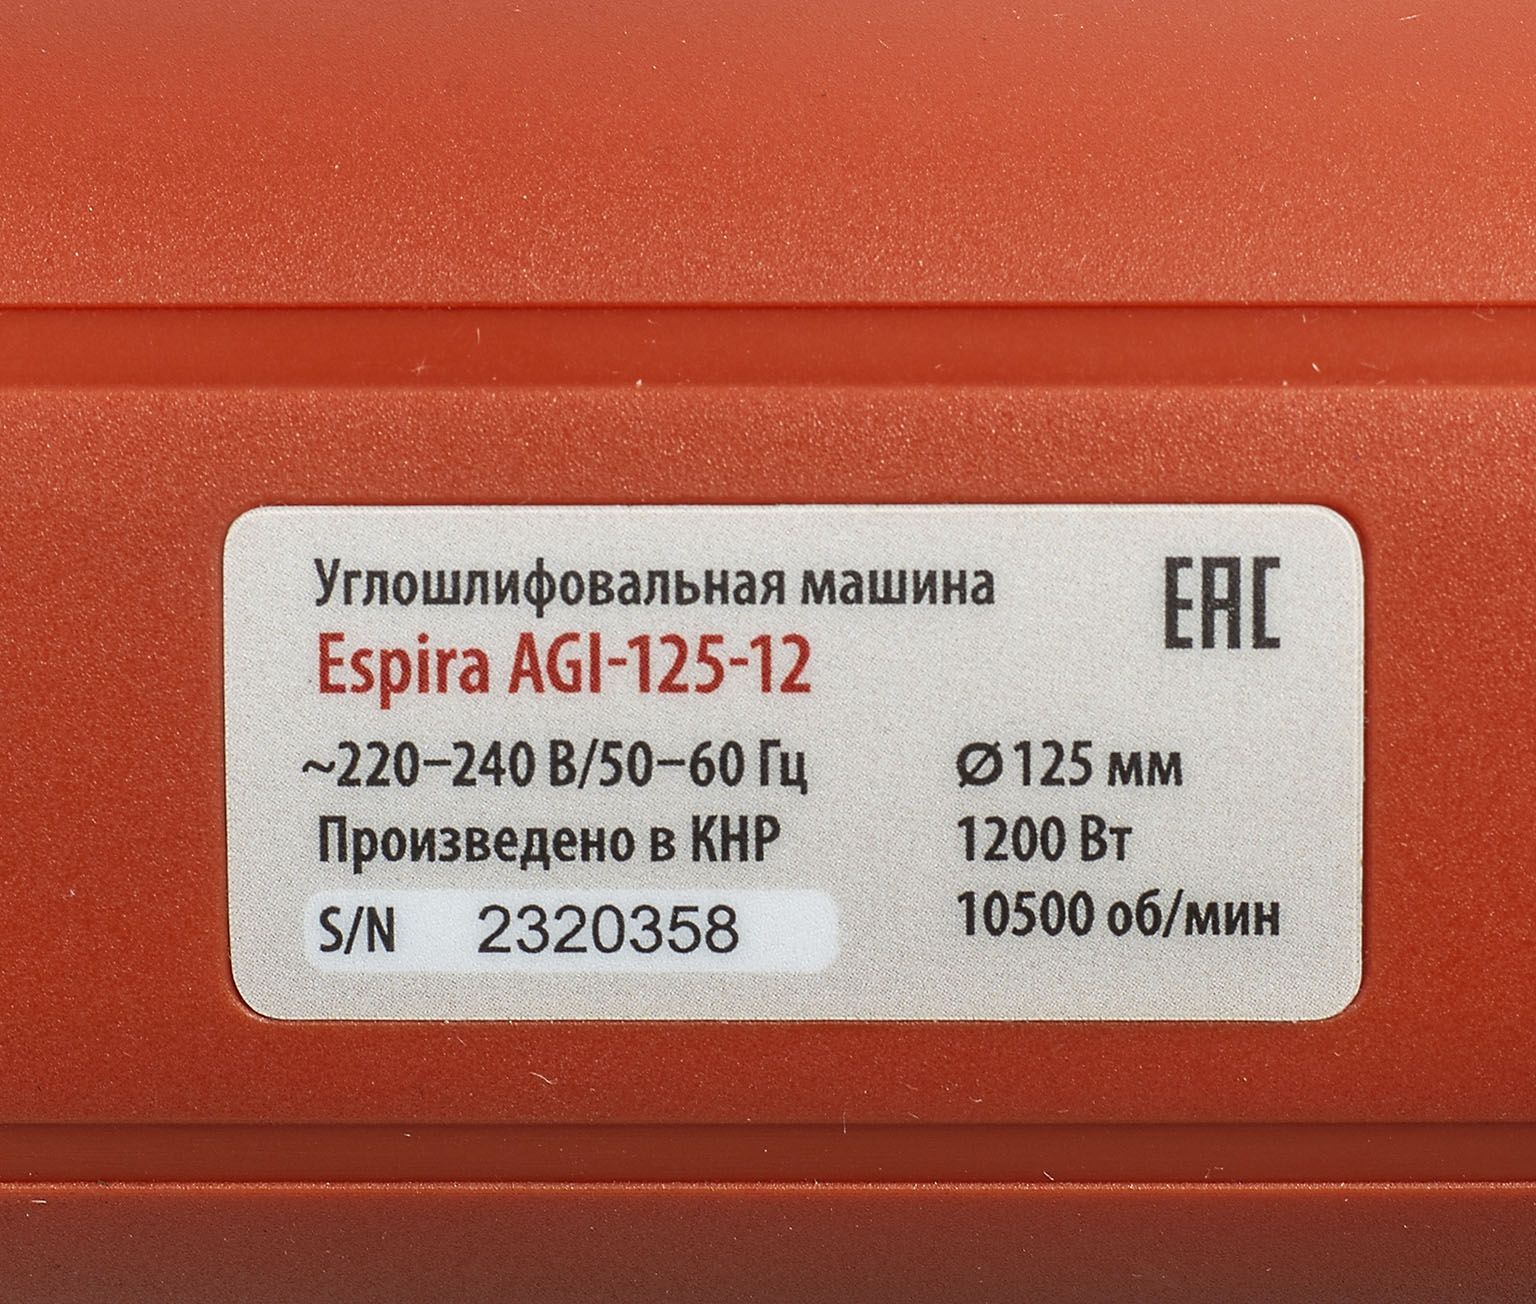 Углошлифовальная машина
EAC
Espira AGI-125-12
~220–240 В/50–60 Гц
Ø 125 мм
Произведено в КНР
1200 Вт
S/N 2320358
10500 об/мин